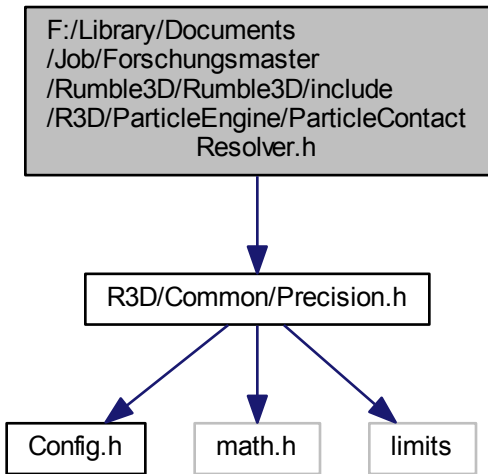 F:/Library/Documents
/Job/Forschungsmaster
/Rumble3D/Rumble3D/include
/R3D/ParticleEngine/ParticleContact
Resolver.h
R3D/Common/Precision.h
Config.h
math.h
limits